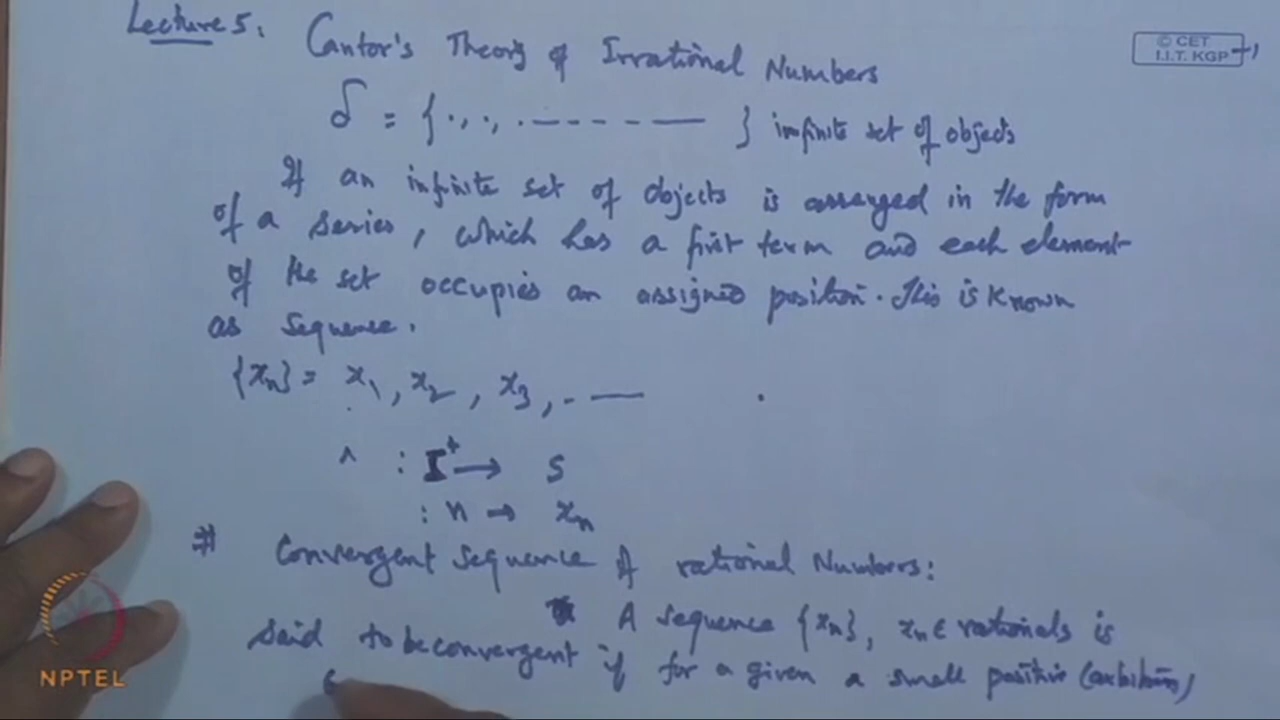 Lecture 5: Cantor's Theory of Irrational Numbers
© CET
I.I.T. KGP
δ = {., ., . ------- } infinite set of objects
If an infinite set of objects is arranged in the form
of a series, which has a first term and each element
of the set occupies an assigned position. This is known
as sequence.
{xn} = x1, x2, x3, . —
: I+ → S
: n → xn
# Convergent sequence of rational Numbers:
A sequence {xn}, xn ∈ rationals is
said to be convergent if for a given a small positive (arbitrary)
NPTEL